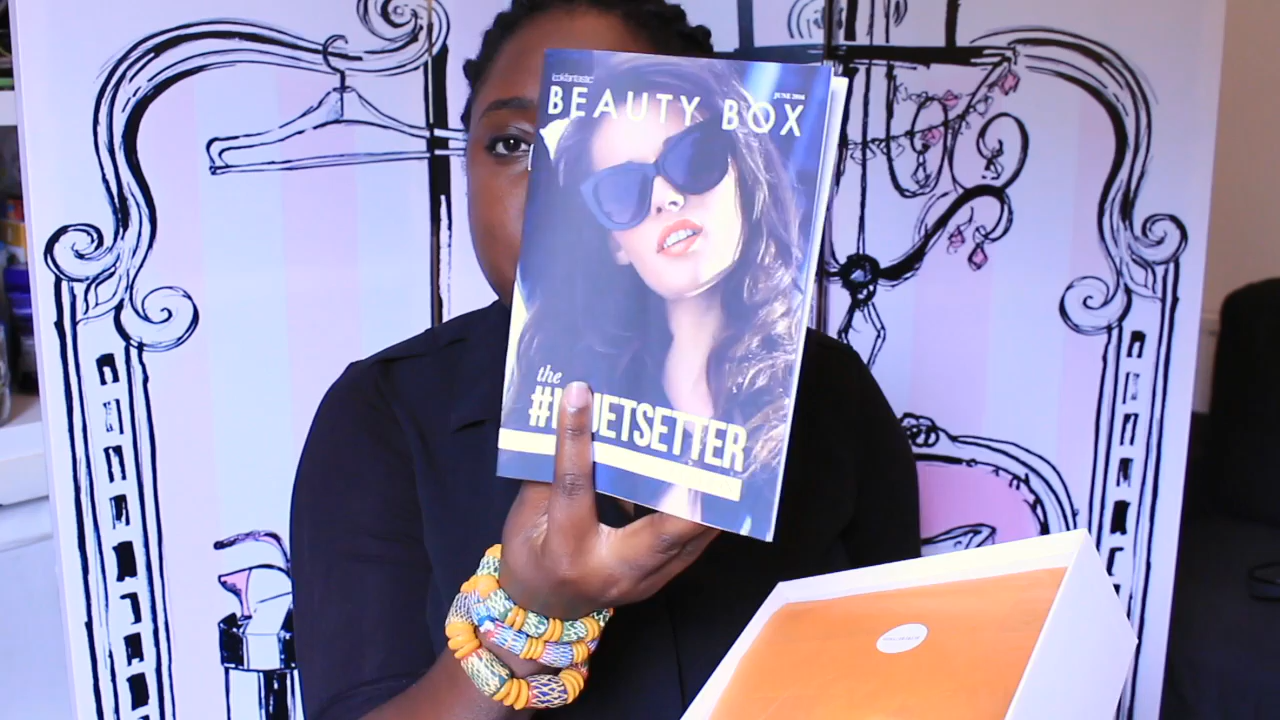 lookfantastic
JUNE 2016
BEAUTY BOX
the
JETSETTER